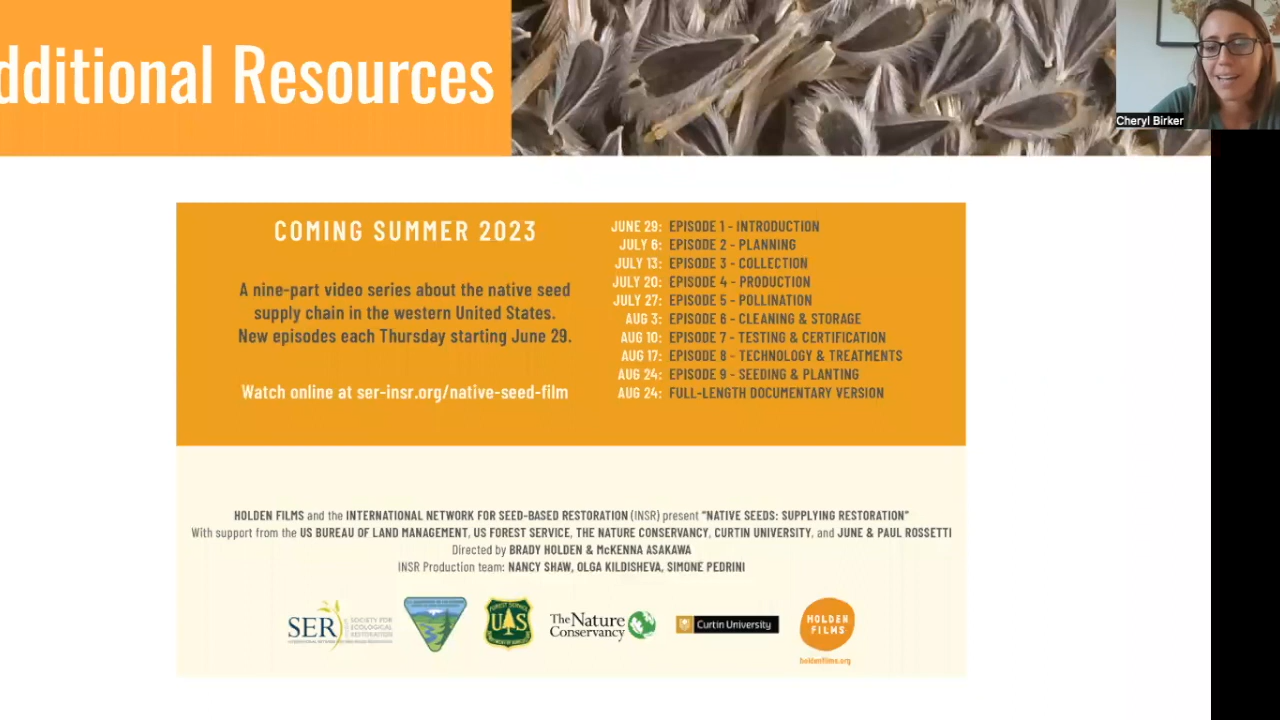 dditional Resources
Cheryl Birker
COMING SUMMER 2023
A nine-part video series about the native seed
supply chain in the western United States.
New episodes each Thursday starting June 29.
Watch online at ser-insr.org/native-seed-film
JUNE 29: EPISODE 1 - INTRODUCTION
JULY 6: EPISODE 2 - PLANNING
JULY 13: EPISODE 3 - COLLECTION
JULY 20: EPISODE 4 - PRODUCTION
JULY 27: EPISODE 5 - POLLINATION
AUG 3: EPISODE 6 - CLEANING & STORAGE
AUG 10: EPISODE 7 - TESTING & CERTIFICATION
AUG 17: EPISODE 8 - TECHNOLOGY & TREATMENTS
AUG 24: EPISODE 9 - SEEDING & PLANTING
AUG 24: FULL-LENGTH DOCUMENTARY VERSION
HOLDEN FILMS and the INTERNATIONAL NETWORK FOR SEED-BASED RESTORATION (INSR) present "NATIVE SEEDS: SUPPLYING RESTORATION"
With support from the US BUREAU OF LAND MANAGEMENT, US FOREST SERVICE, THE NATURE CONSERVANCY, CURTIN UNIVERSITY, and JUNE & PAUL ROSSETTI
Directed by BRADY HOLDEN & McKENNA ASAKAWA
INSR Production team: NANCY SHAW, OLGA KILDISHEVA, SIMONE PEDRINI
SER
SOCIETY FOR
ECOLOGICAL
RESTORATION
FOREST SERVICE
UAS
The Nature
Conservancy
Curtin University
HOLDEN
FILMS
holdenfilms.org